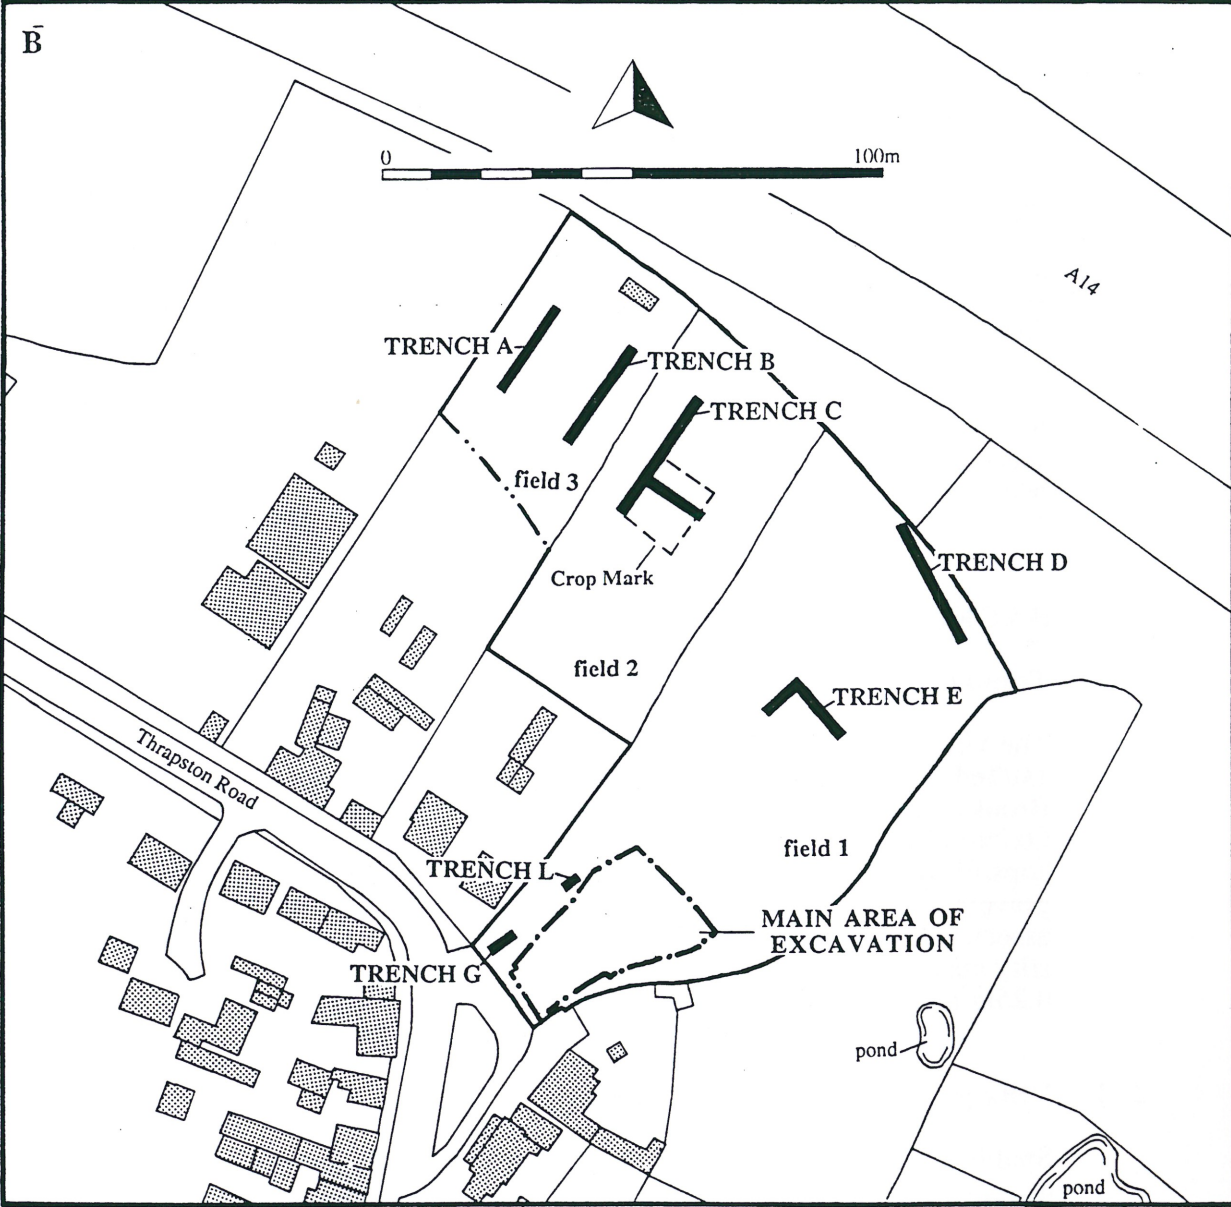 B
0 100m
A14
TRENCH A
TRENCH B
TRENCH C
field 3
TRENCH D
Crop Mark
field 2
TRENCH E
Thrapston Road
field 1
TRENCH L
MAIN AREA OF
EXCAVATION
TRENCH G
pond
pond